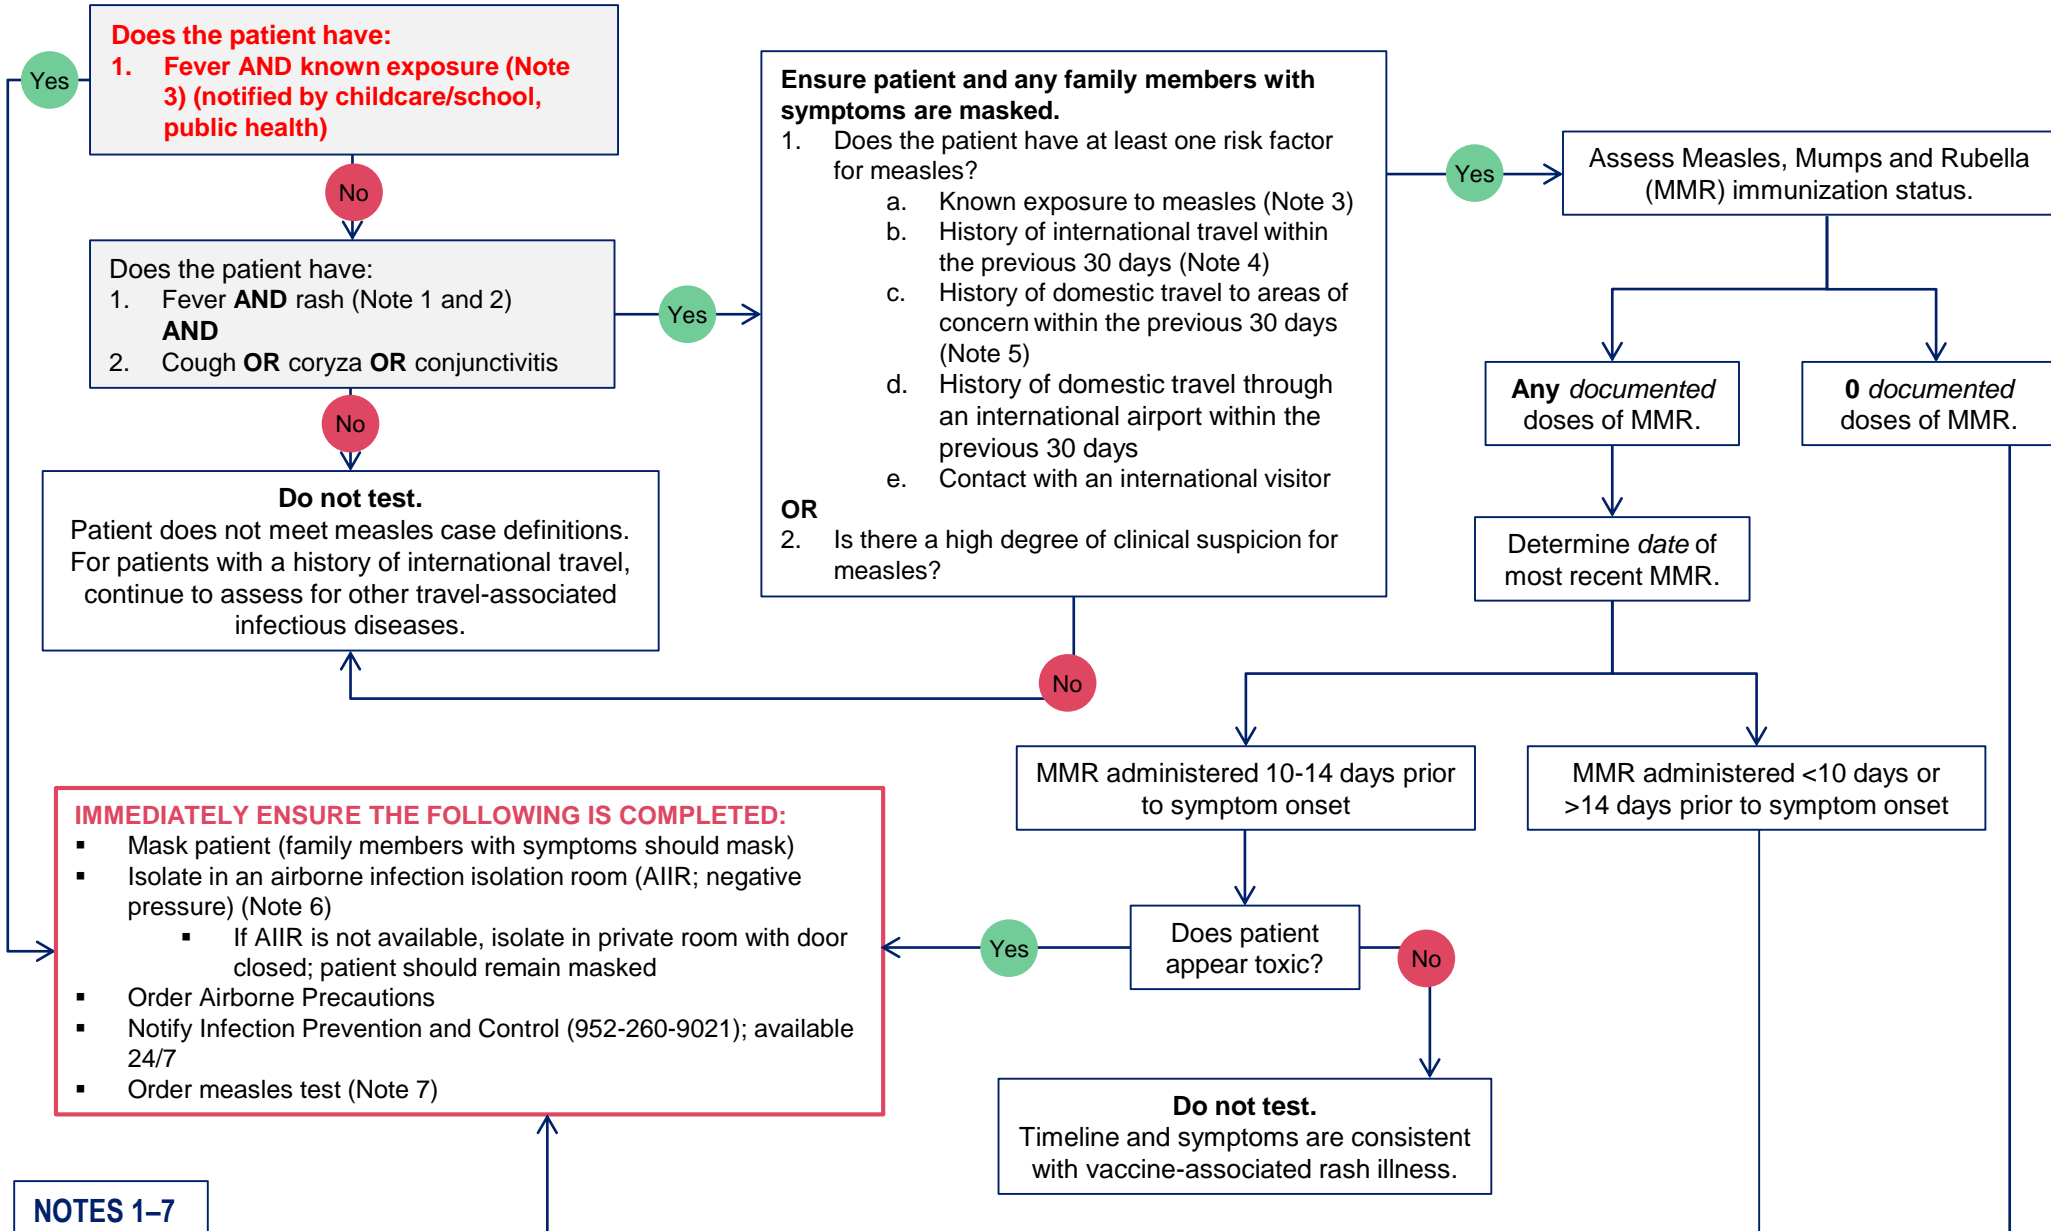 Does the patient have:
1. Fever AND known exposure (Note
3) (notified by childcare/school,
public health)
Yes
No
Does the patient have:
1. Fever AND rash (Note 1 and 2)
AND
2. Cough OR coryza OR conjunctivitis
Yes
No
Do not test.
Patient does not meet measles case definitions.
For patients with a history of international travel,
continue to assess for other travel-associated
infectious diseases.
Ensure patient and any family members with
symptoms are masked.
1. Does the patient have at least one risk factor
for measles?
a. Known exposure to measles (Note 3)
b. History of international travel within
the previous 30 days (Note 4)
c. History of domestic travel to areas of
concern within the previous 30 days
(Note 5)
d. History of domestic travel through
an international airport within the
previous 30 days
e. Contact with an international visitor
OR
2. Is there a high degree of clinical suspicion for
measles?
Yes
No
Assess Measles, Mumps and Rubella
(MMR) immunization status.
Any documented
doses of MMR.
0 documented
doses of MMR.
Determine date of
most recent MMR.
MMR administered 10-14 days prior
to symptom onset
MMR administered <10 days or
>14 days prior to symptom onset
Does patient
appear toxic?
Yes
No
Do not test.
Timeline and symptoms are consistent
with vaccine-associated rash illness.
IMMEDIATELY ENSURE THE FOLLOWING IS COMPLETED:
▪ Mask patient (family members with symptoms should mask)
▪ Isolate in an airborne infection isolation room (AIIR; negative
pressure) (Note 6)
▪ If AIIR is not available, isolate in private room with door
closed; patient should remain masked
▪ Order Airborne Precautions
▪ Notify Infection Prevention and Control (952-260-9021); available
24/7
▪ Order measles test (Note 7)
NOTES 1–7